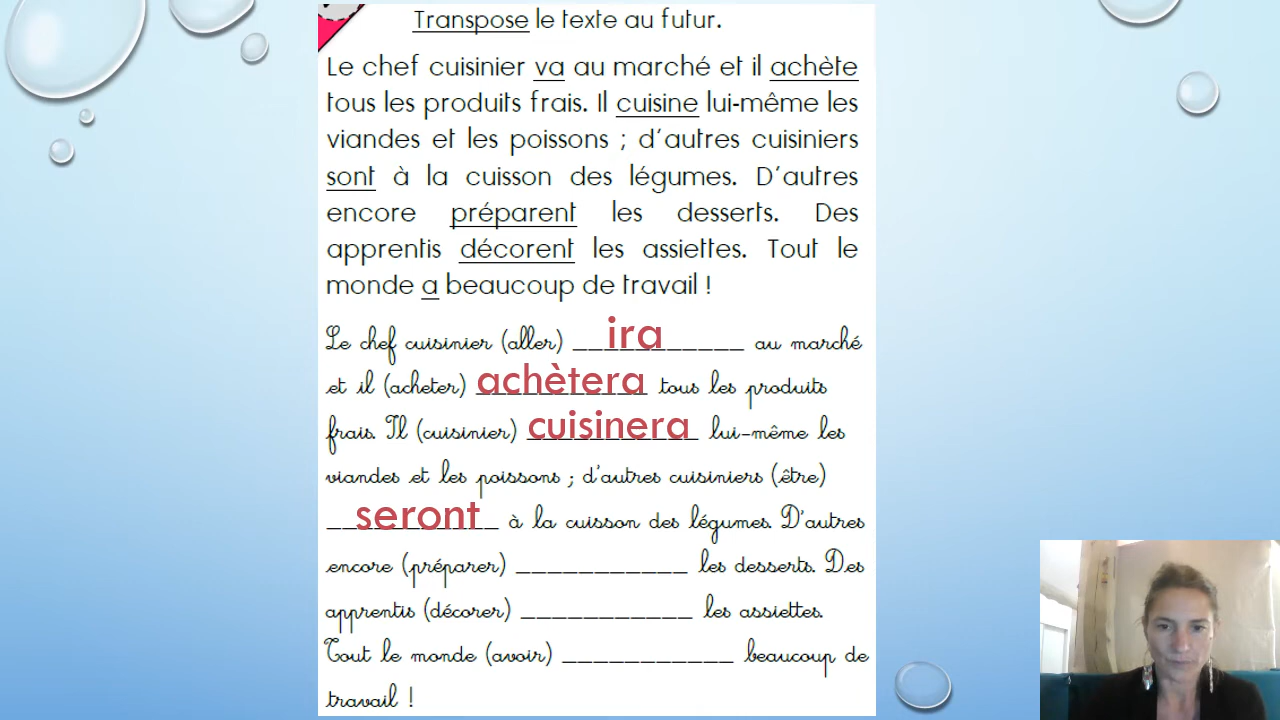 Transpose le texte au futur.
Le chef cuisinier va au marché et il achète
tous les produits frais. Il cuisine lui-même les
viandes et les poissons ; d'autres cuisiniers
sont à la cuisson des légumes. D'autres
encore préparent les desserts. Des
apprentis décorent les assiettes. Tout le
monde a beaucoup de travail !
Le chef cuisinier (aller) ira au marché
et il (acheter) achètera tous les produits
frais. Il (cuisinier) cuisinera lui-même les
viandes et les poissons ; d'autres cuisiniers (être)
seront à la cuisson des légumes. D'autres
encore (préparer) ___________ les desserts. Des
apprentis (décorer) ___________ les assiettes.
Tout le monde (avoir) ___________ beaucoup de
travail !